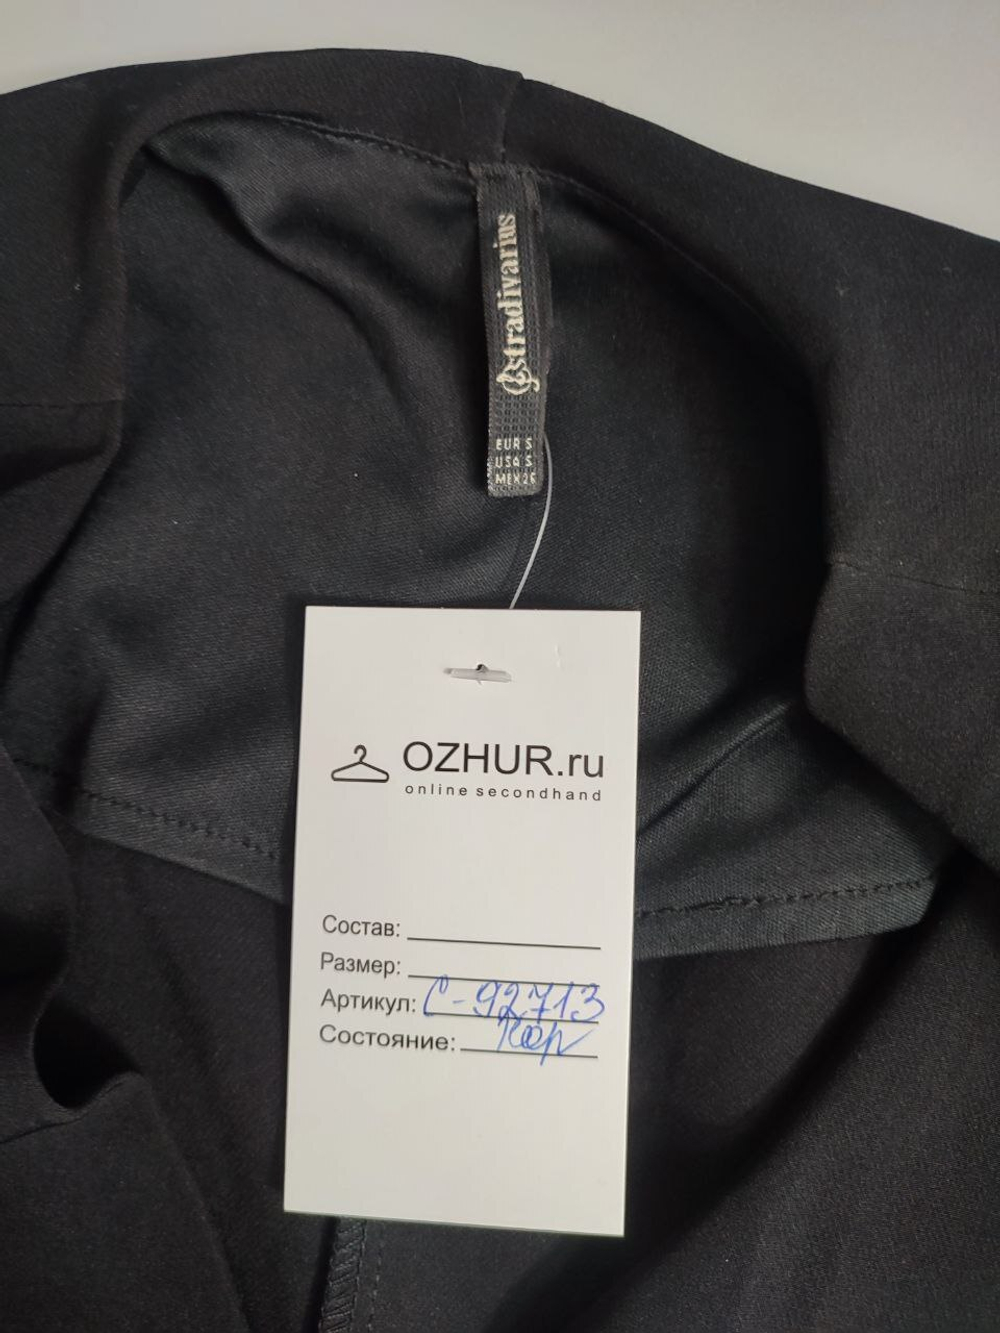 stradivarius
EUR S
USA S
MEX 26
OZHUR.ru
online secondhand
Состав:
Размер:
Артикул: С-92713
Состояние: Хор